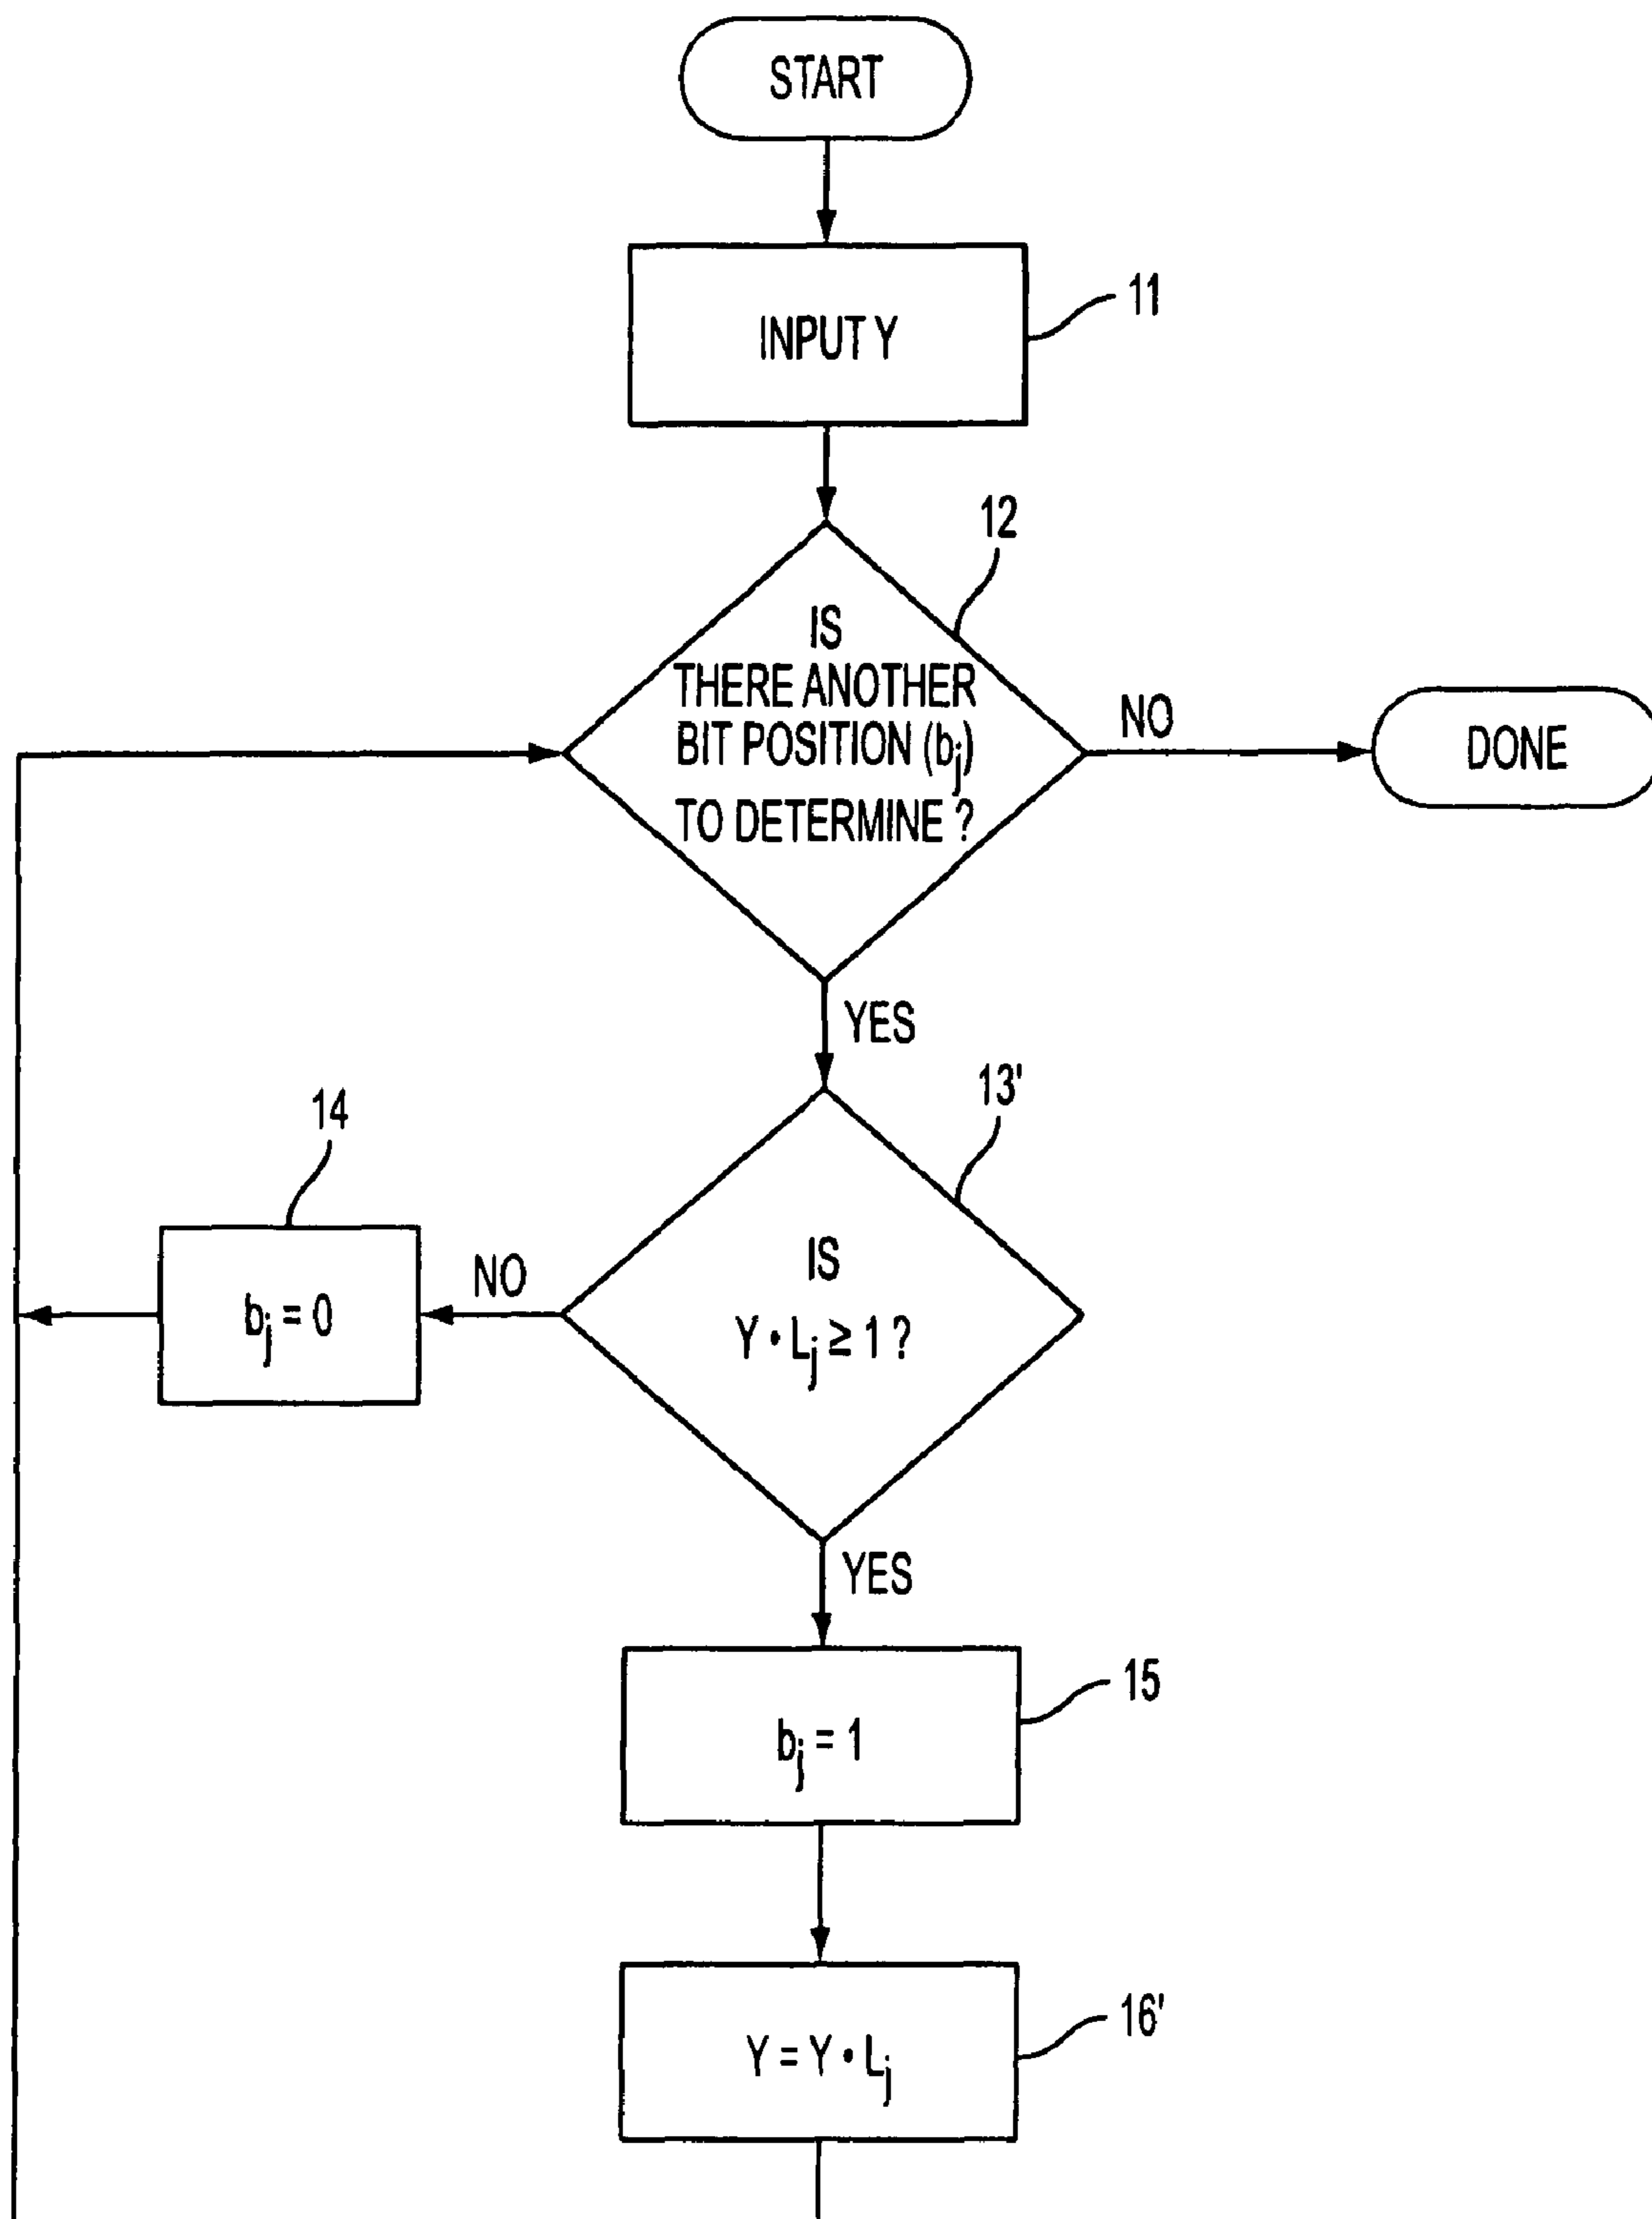 START
INPUT Y
11
12
IS
THERE ANOTHER
BIT POSITION (bj)
TO DETERMINE ?
NO
DONE
YES
13'
14
IS
Y • Lj ≥ 1 ?
NO
bj = 0
YES
15
bj = 1
16'
Y = Y • Lj